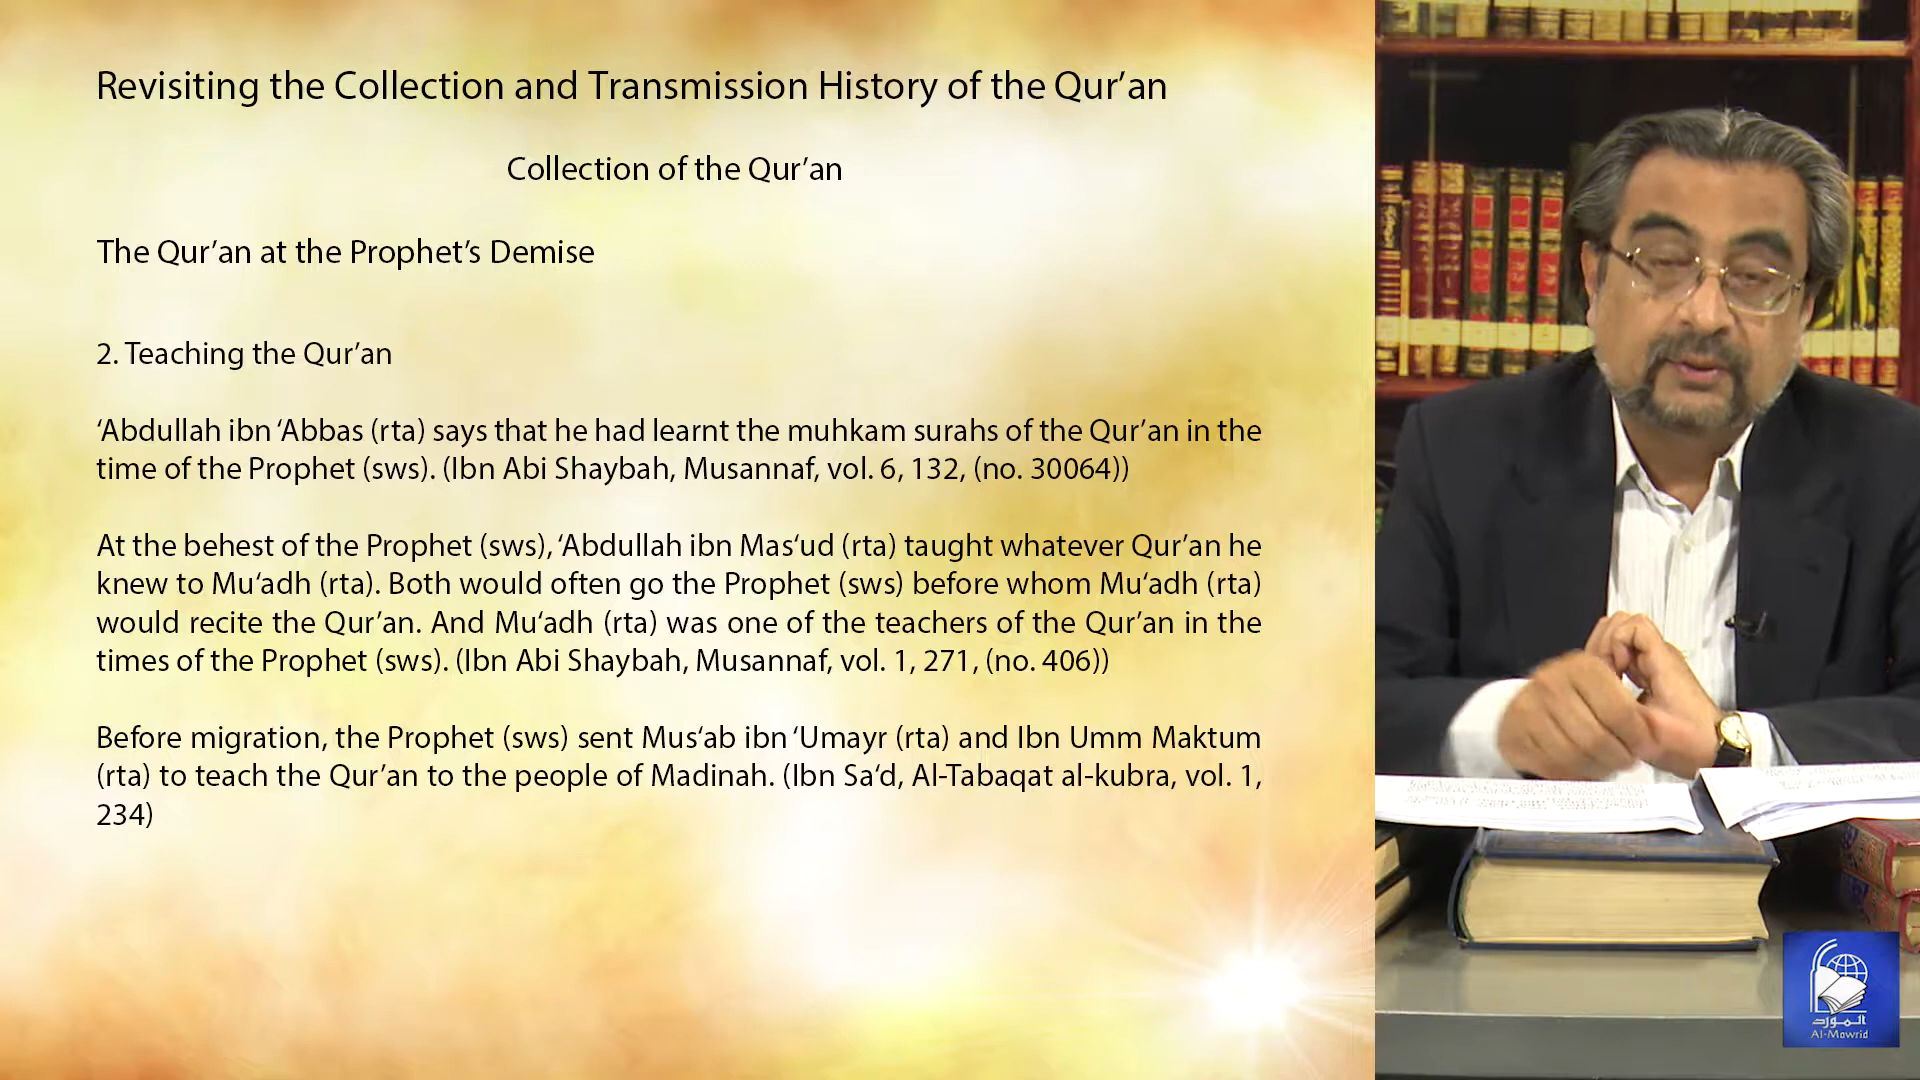 Revisiting the Collection and Transmission History of the Qur’an
Collection of the Qur’an
The Qur’an at the Prophet’s Demise
2. Teaching the Qur’an
‘Abdullah ibn ‘Abbas (rta) says that he had learnt the muhkam surahs of the Qur’an in the
time of the Prophet (sws). (Ibn Abi Shaybah, Musannaf, vol. 6, 132, (no. 30064))
At the behest of the Prophet (sws), ‘Abdullah ibn Mas‘ud (rta) taught whatever Qur’an he
knew to Mu‘adh (rta). Both would often go the Prophet (sws) before whom Mu‘adh (rta)
would recite the Qur’an. And Mu‘adh (rta) was one of the teachers of the Qur’an in the
times of the Prophet (sws). (Ibn Abi Shaybah, Musannaf, vol. 1, 271, (no. 406))
Before migration, the Prophet (sws) sent Mus‘ab ibn ‘Umayr (rta) and Ibn Umm Maktum
(rta) to teach the Qur’an to the people of Madinah. (Ibn Sa‘d, Al-Tabaqat al-kubra, vol. 1,
234)
المورد
Al-Mawrid